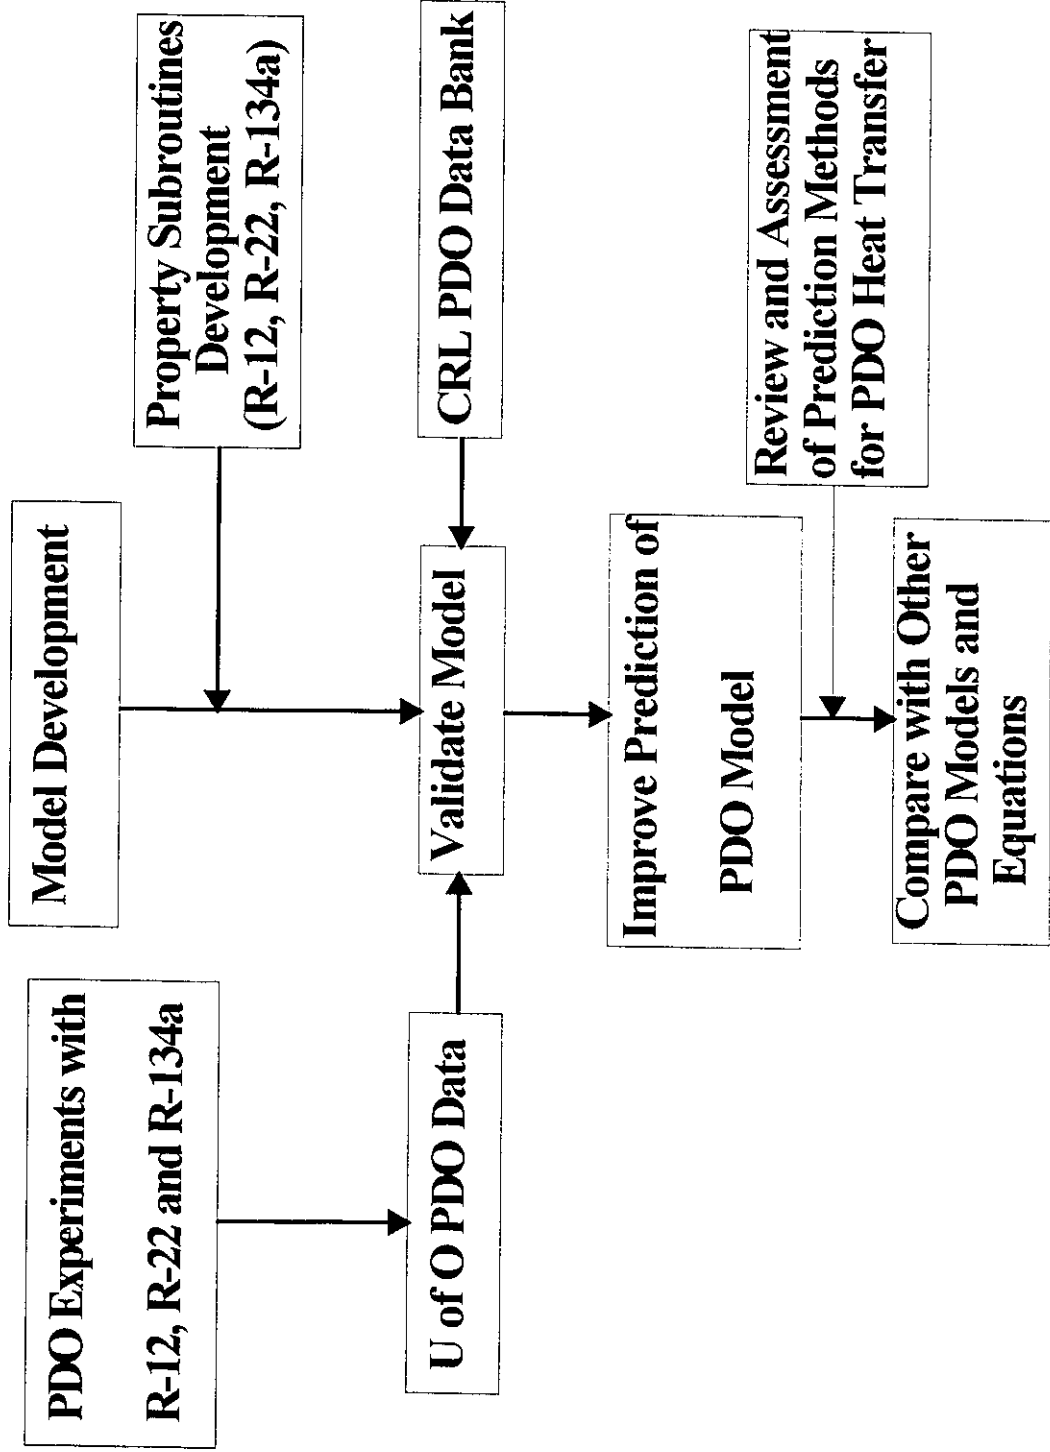 PDO Experiments with
R-12, R-22 and R-134a
Model Development
Property Subroutines
Development
(R-12, R-22, R-134a)
U of O PDO Data
Validate Model
CRL PDO Data Bank
Improve Prediction of
PDO Model
Review and Assessment
of Prediction Methods
for PDO Heat Transfer
Compare with Other
PDO Models and
Equations